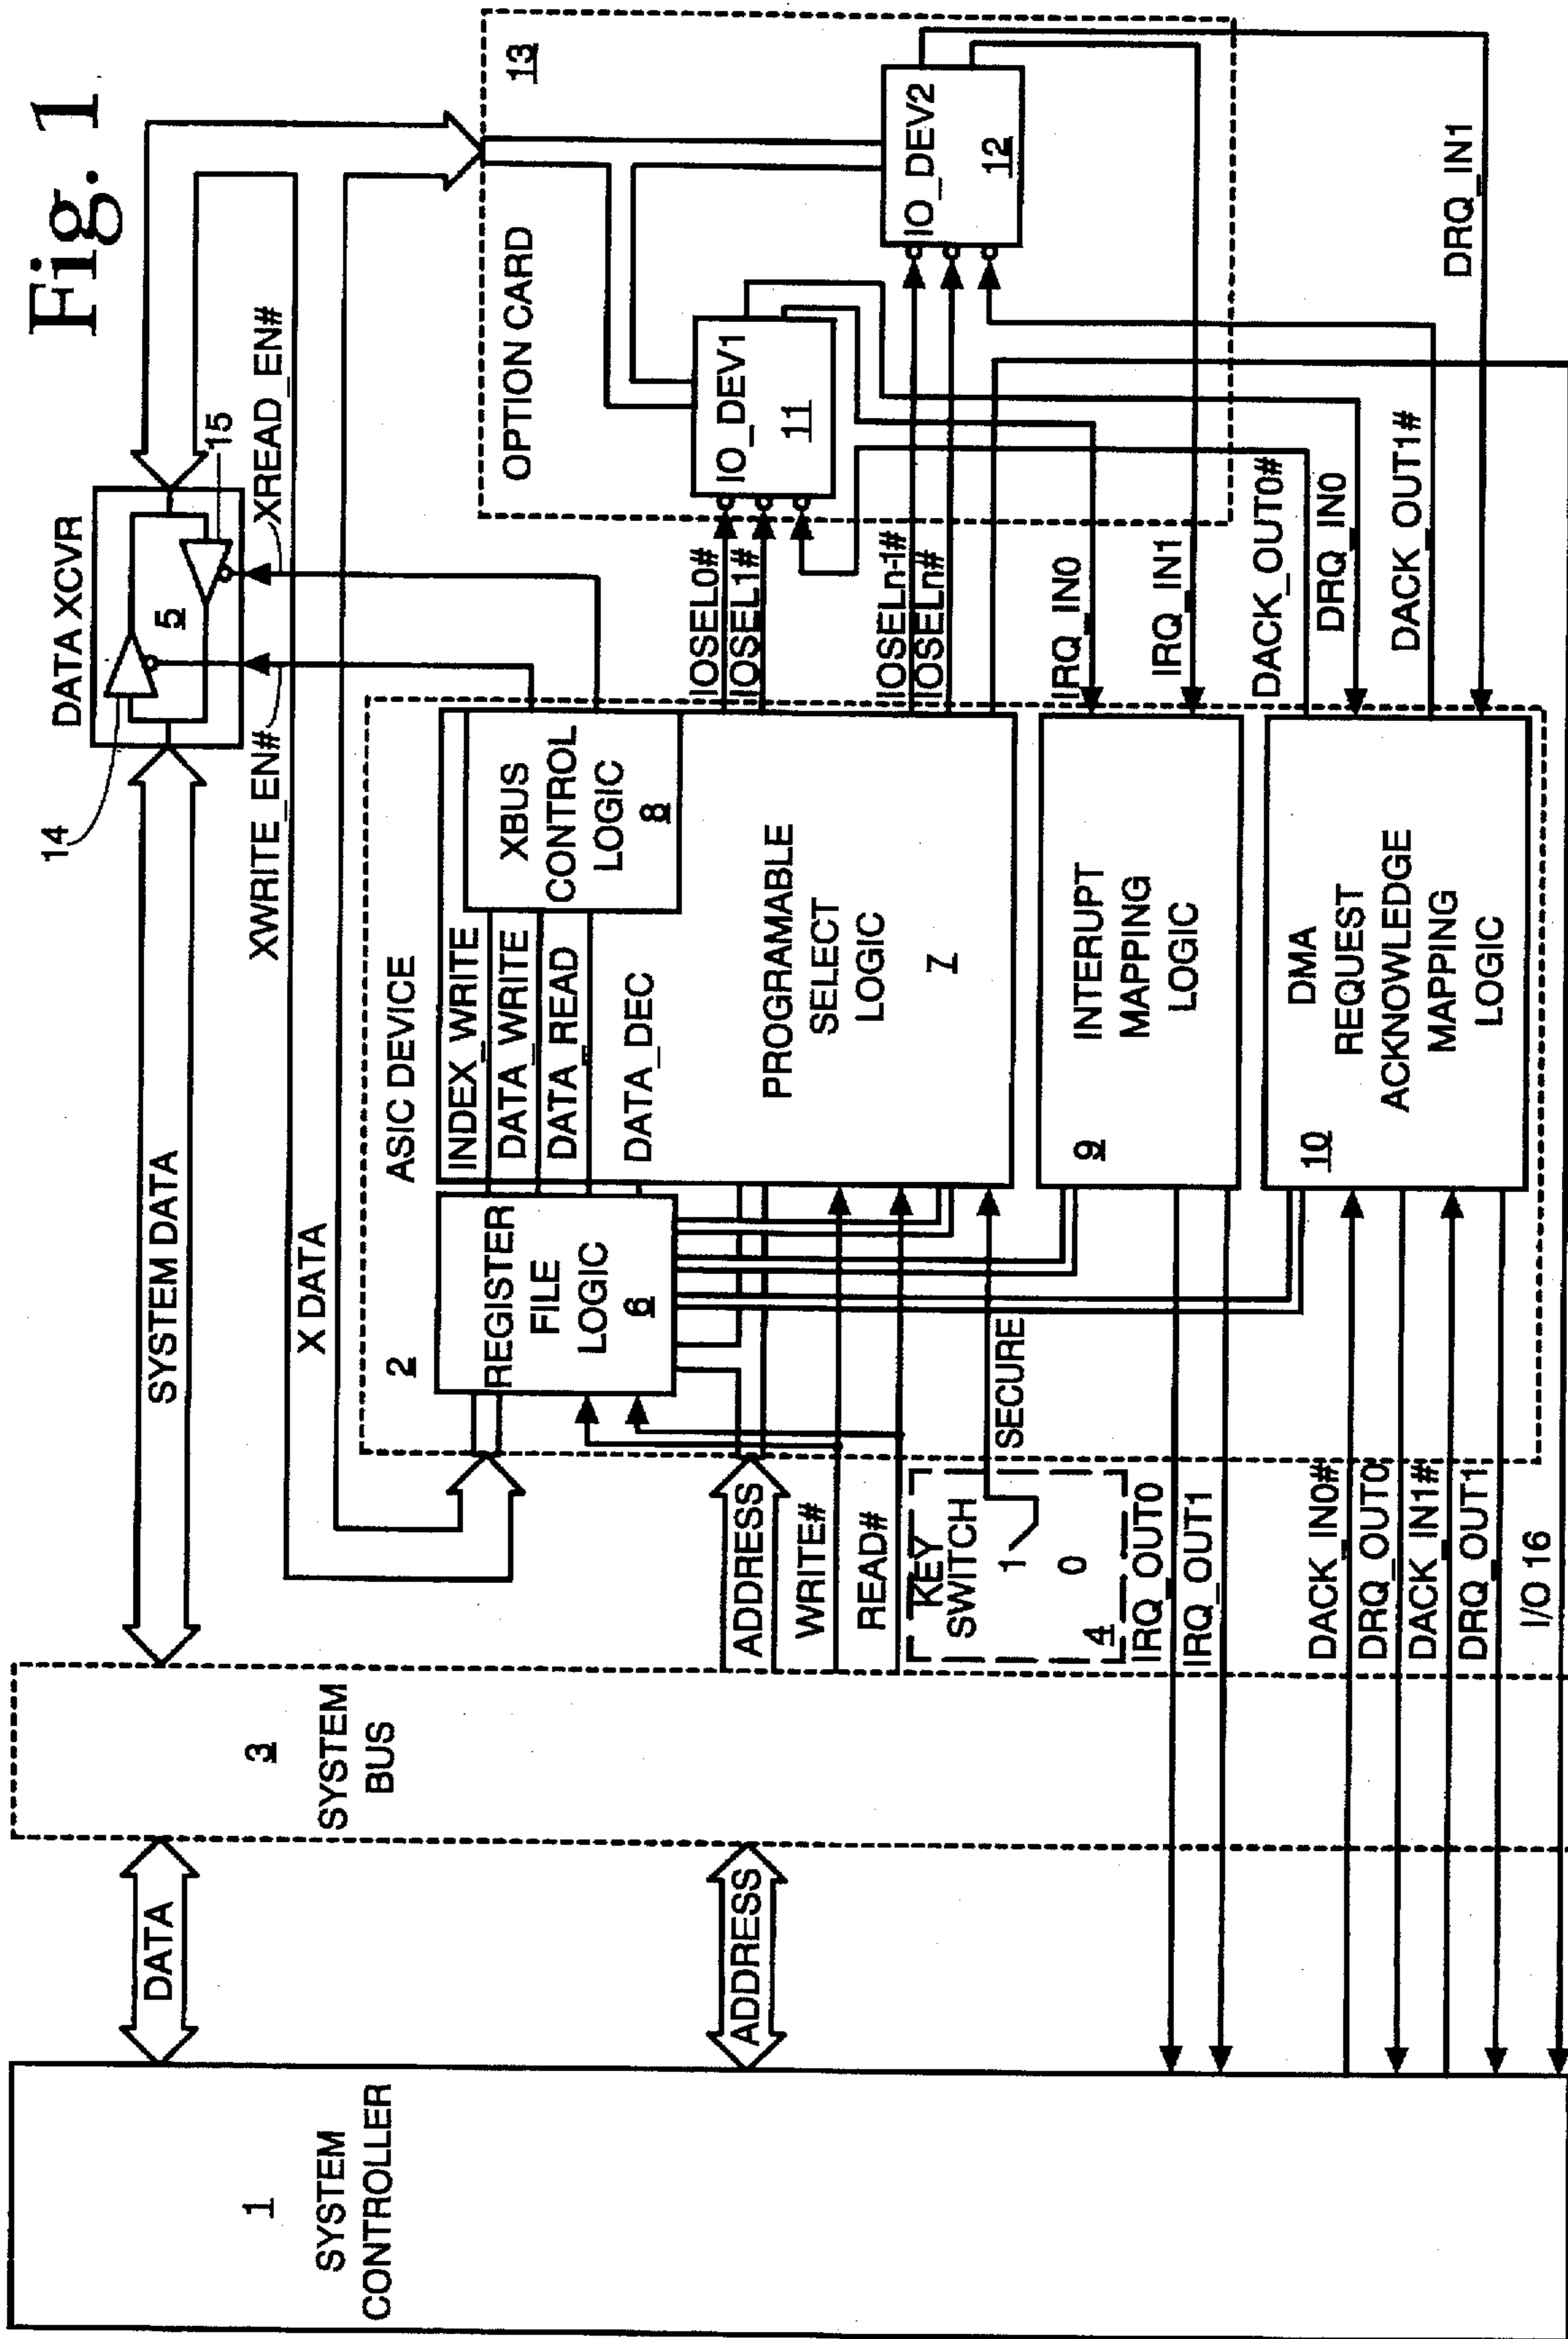 Fig. 1
1
SYSTEM
CONTROLLER
DATA
ADDRESS
3
SYSTEM
BUS
SYSTEM DATA
X DATA
DATA XCVR
14
5
15
XWRITE_EN#
XREAD_EN#
ADDRESS
WRITE#
READ#
KEY
SWITCH
1
0
4
SECURE
2
ASIC DEVICE
REGISTER
FILE
LOGIC
6
INDEX_WRITE
DATA_WRITE
DATA_READ
DATA_DEC
XBUS
CONTROL
LOGIC
8
PROGRAMABLE
SELECT
LOGIC
7
9
INTERUPT
MAPPING
LOGIC
10
DMA
REQUEST
ACKNOWLEDGE
MAPPING
LOGIC
IRQ_OUT0
IRQ_OUT1
DACK_IN0#
DRQ_OUT0
DACK_IN1#
DRQ_OUT1
I/O 16
IOSEL0#
IOSEL1#
IOSELn-1#
IOSELn#
IRQ_IN0
IRQ_IN1
DACK_OUT0#
DRQ_IN0
DACK_OUT1#
DRQ_IN1
OPTION CARD
13
IO_DEV1
11
IO_DEV2
12